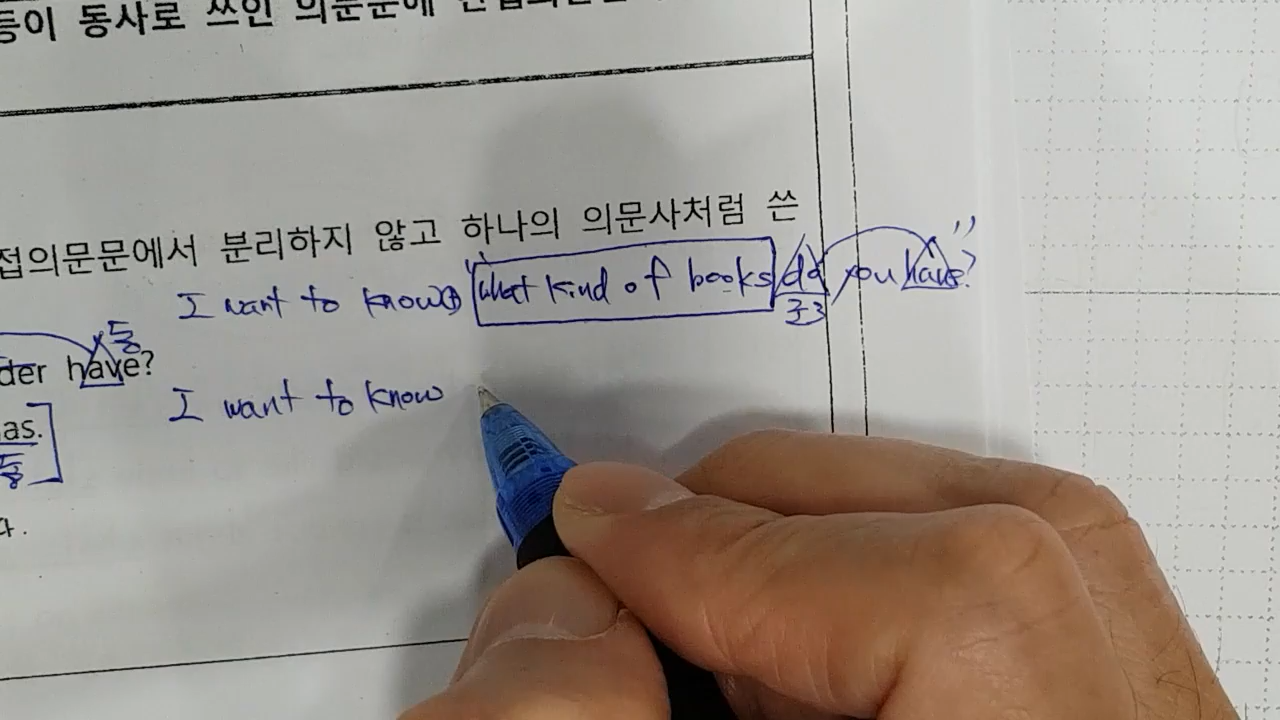 등이 동사로 쓰인 의문문에
접의문문에서 분리하지 않고 하나의 의문사처럼 쓴
I want to know + "what kind of books do you have?"
조
der have?
동
I want to know
as.
동
다.